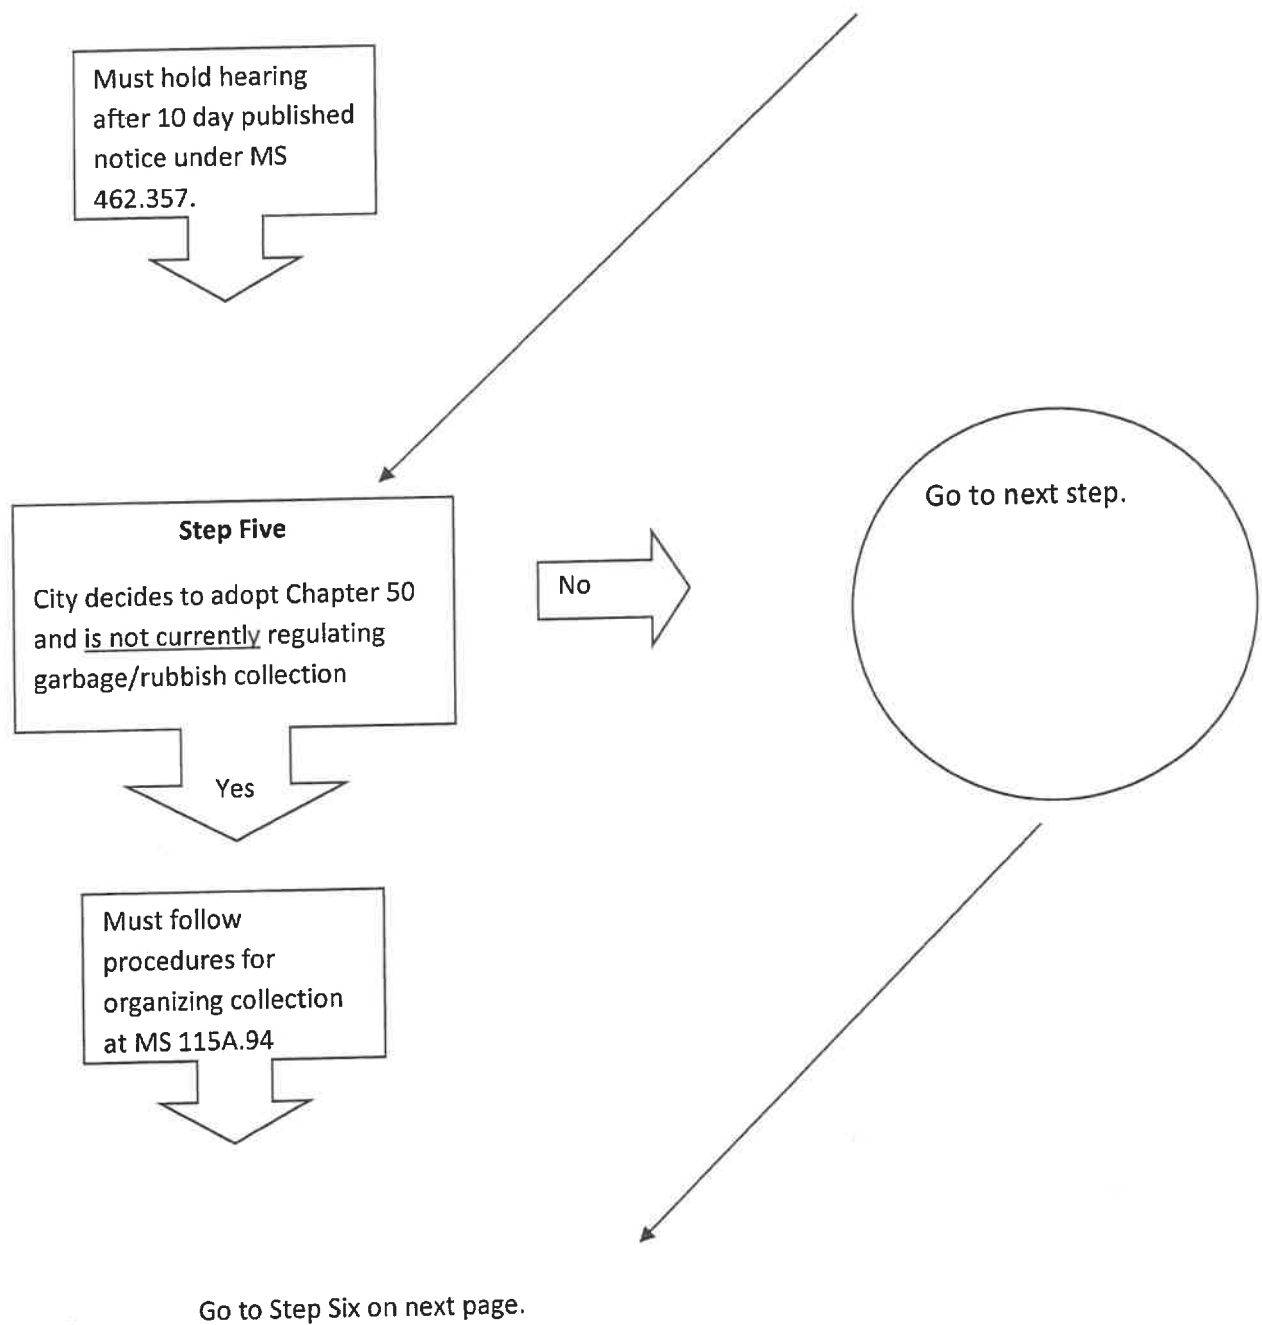 Must hold hearing
after 10 day published
notice under MS
462.357.
Step Five
City decides to adopt Chapter 50
and is not currently regulating
garbage/rubbish collection
No
Go to next step.
Yes
Must follow
procedures for
organizing collection
at MS 115A.94
Go to Step Six on next page.